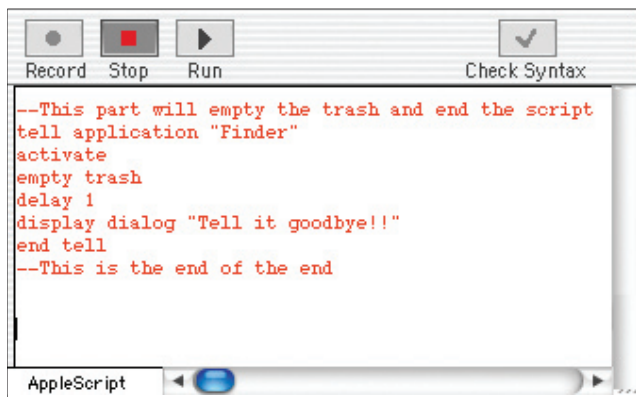 Record Stop Run Check Syntax
--This part will empty the trash and end the script
tell application "Finder"
activate
empty trash
delay 1
display dialog "Tell it goodbye!!"
end tell
--This is the end of the end
AppleScript